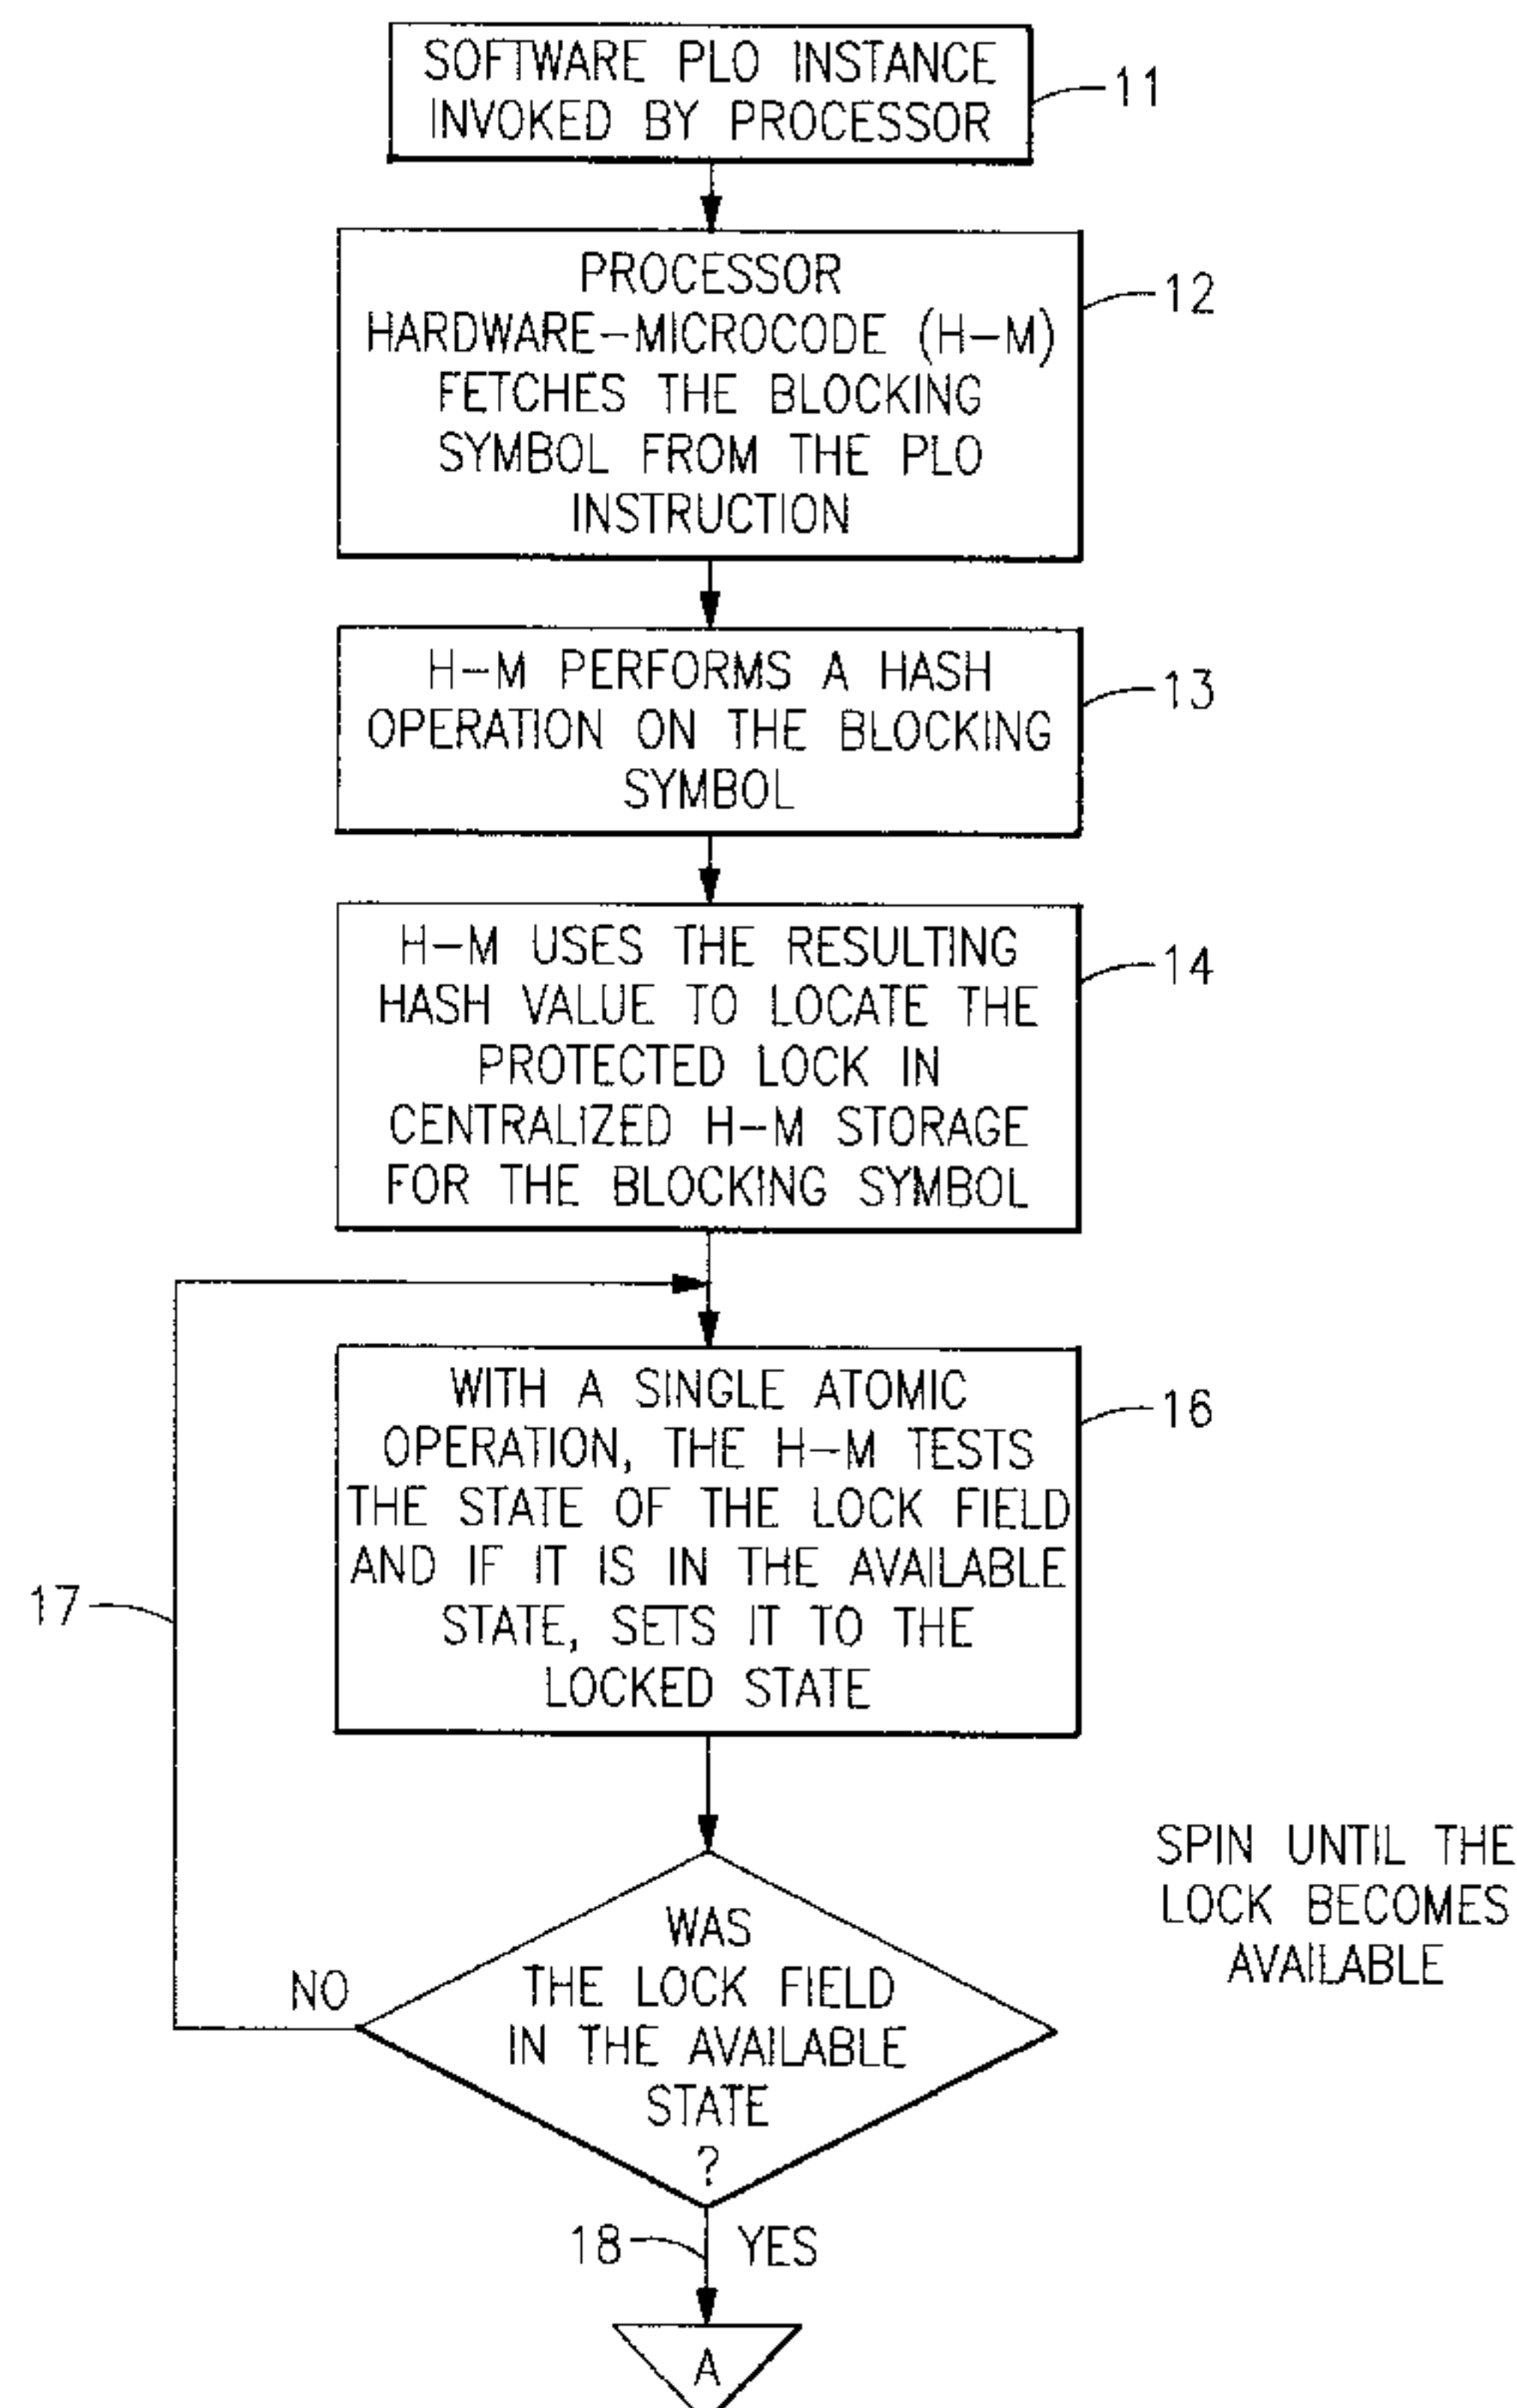 SOFTWARE PLO INSTANCE
INVOKED BY PROCESSOR
11
PROCESSOR
HARDWARE-MICROCODE (H-M)
FETCHES THE BLOCKING
SYMBOL FROM THE PLO
INSTRUCTION
12
H-M PERFORMS A HASH
OPERATION ON THE BLOCKING
SYMBOL
13
H-M USES THE RESULTING
HASH VALUE TO LOCATE THE
PROTECTED LOCK IN
CENTRALIZED H-M STORAGE
FOR THE BLOCKING SYMBOL
14
WITH A SINGLE ATOMIC
OPERATION, THE H-M TESTS
THE STATE OF THE LOCK FIELD
AND IF IT IS IN THE AVAILABLE
STATE, SETS IT TO THE
LOCKED STATE
16
17
SPIN UNTIL THE
LOCK BECOMES
AVAILABLE
WAS
THE LOCK FIELD
IN THE AVAILABLE
STATE
?
NO
18
YES
A